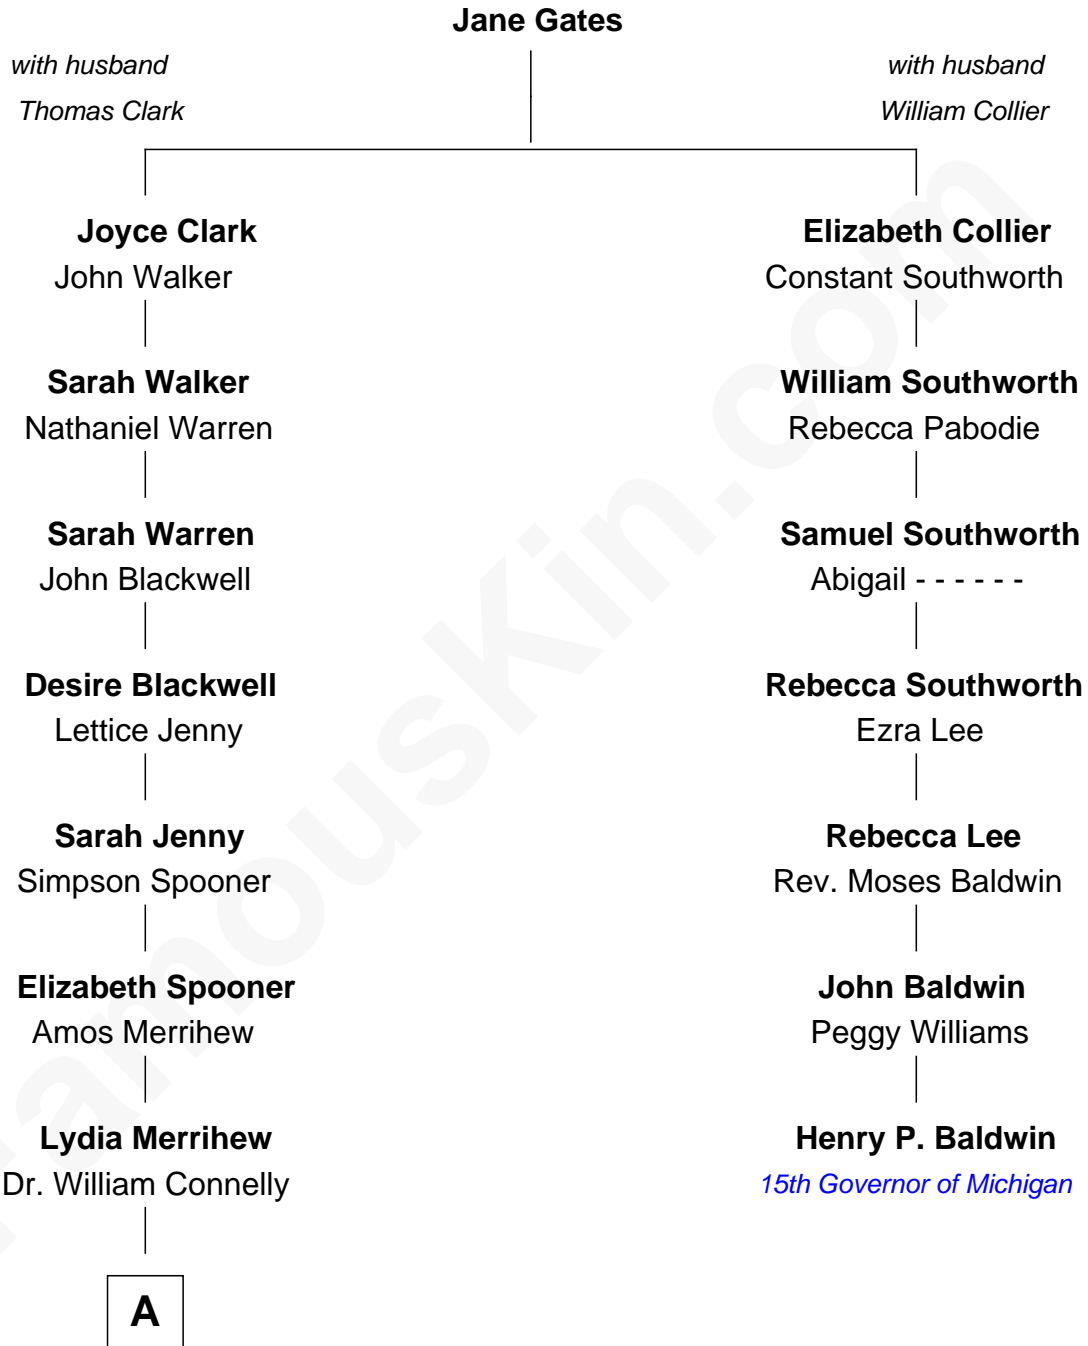 Jane Gates
with husband
Thomas Clark
with husband
William Collier
Joyce Clark
John Walker
Sarah Walker
Nathaniel Warren
Sarah Warren
John Blackwell
Desire Blackwell
Lettice Jenny
Sarah Jenny
Simpson Spooner
Elizabeth Spooner
Amos Merrihew
Lydia Merrihew
Dr. William Connelly
A
Elizabeth Collier
Constant Southworth
William Southworth
Rebecca Pabodie
Samuel Southworth
Abigail - - - - - -
Rebecca Southworth
Ezra Lee
Rebecca Lee
Rev. Moses Baldwin
John Baldwin
Peggy Williams
Henry P. Baldwin
15th Governor of Michigan
FamousKin.com